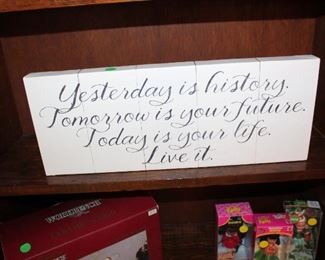 Yesterday is history.
Tomorrow is your future.
Today is your life.
Live it.